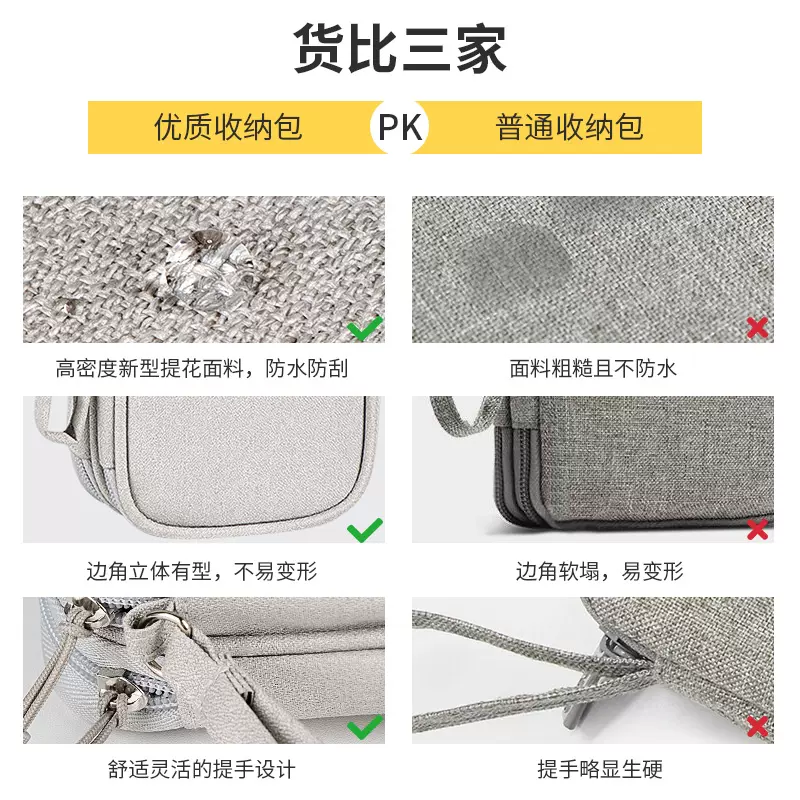 货比三家
优质收纳包 PK 普通收纳包
高密度新型提花面料，防水防刮
面料粗糙且不防水
边角立体有型，不易变形
边角软塌，易变形
舒适灵活的提手设计
提手略显生硬